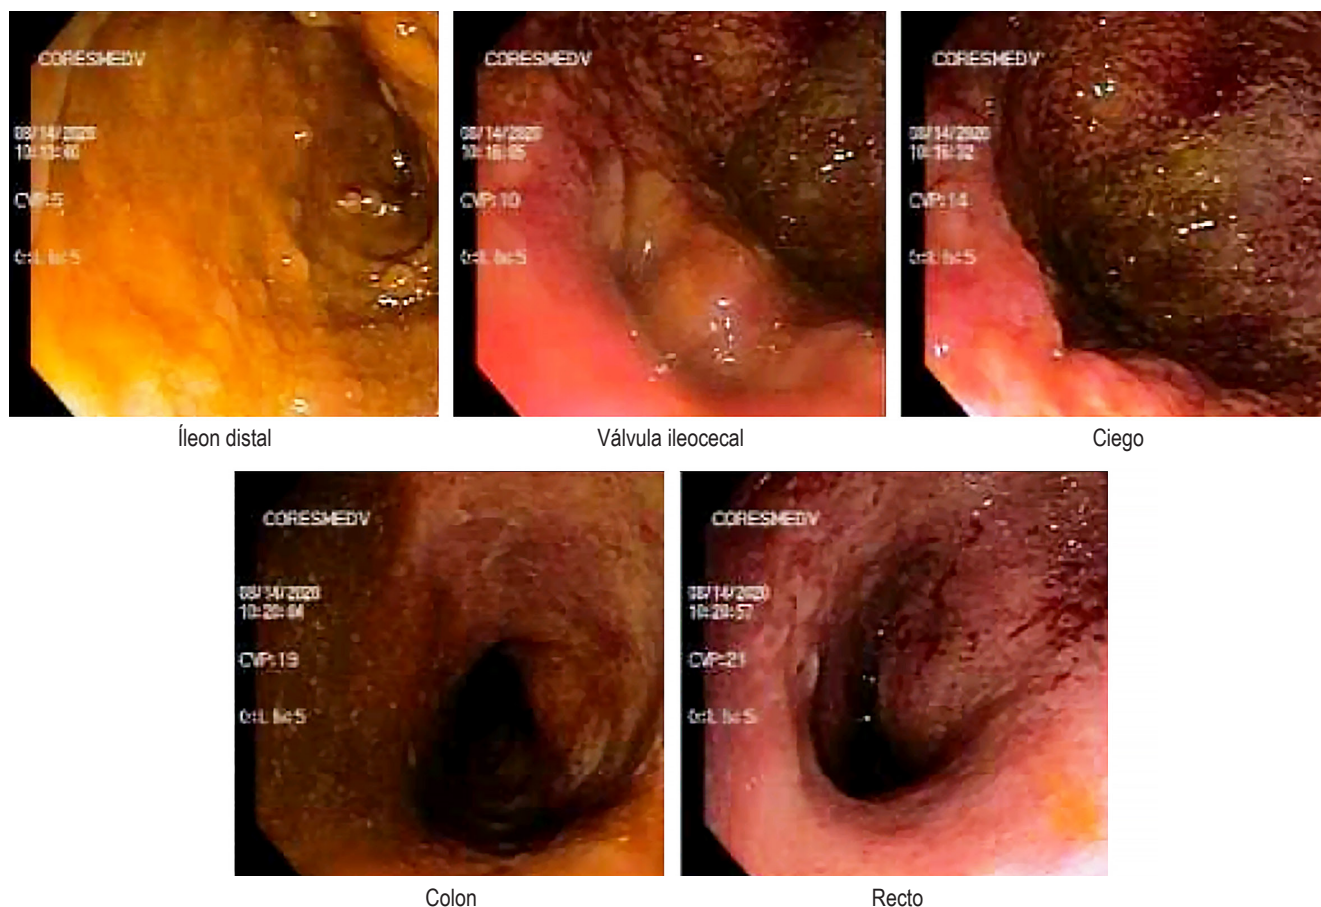 CORESMEDV
08/14/2020
CVP:5
Íleon distal
CORESMEDV
08/14/2020
CVP:10
Válvula ileocecal
CORESMEDV
08/14/2020
CVP:14
Ciego
CORESMEDV
08/14/2020
CVP:19
Colon
CORESMEDV
08/14/2020
CVP:21
Recto